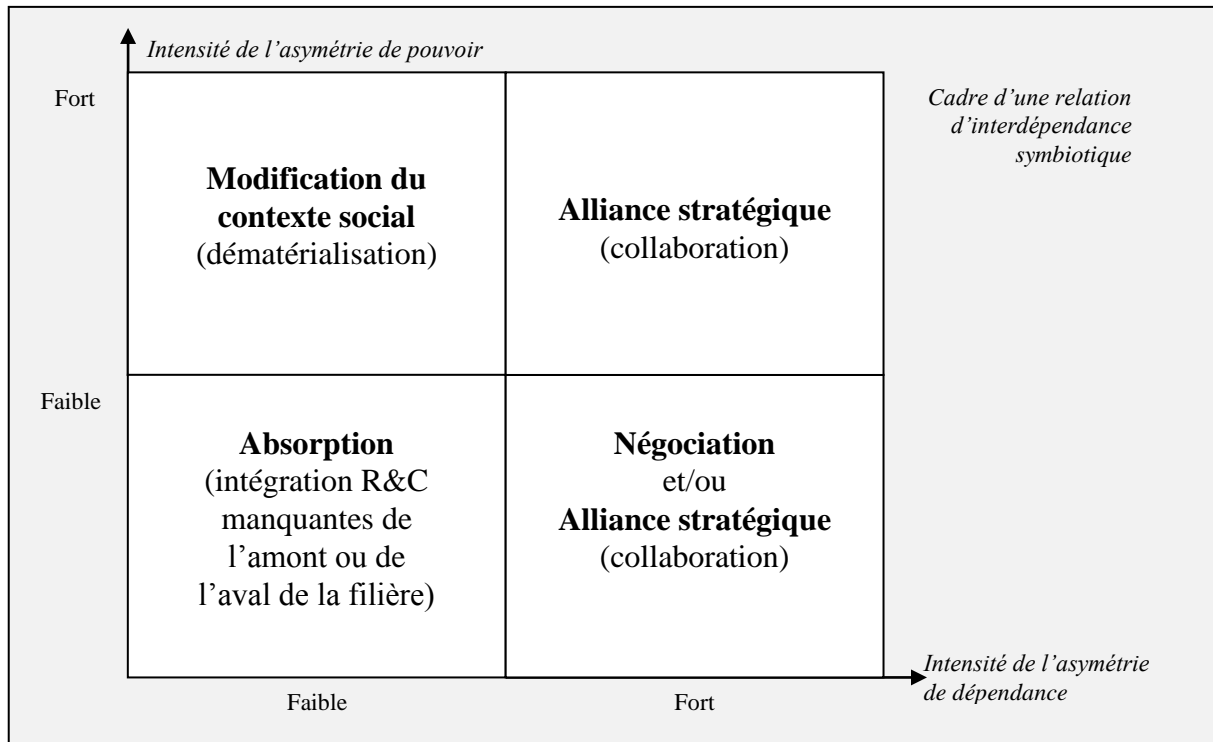 Intensité de l’asymétrie de pouvoir
Fort
Cadre d’une relation
d’interdépendance
symbiotique
Modification du
contexte social
(dématérialisation)
Alliance stratégique
(collaboration)
Faible
Absorption
(intégration R&C
manquantes de
l’amont ou de
l’aval de la filière)
Négociation
et/ou
Alliance stratégique
(collaboration)
Intensité de l’asymétrie
de dépendance
Faible
Fort